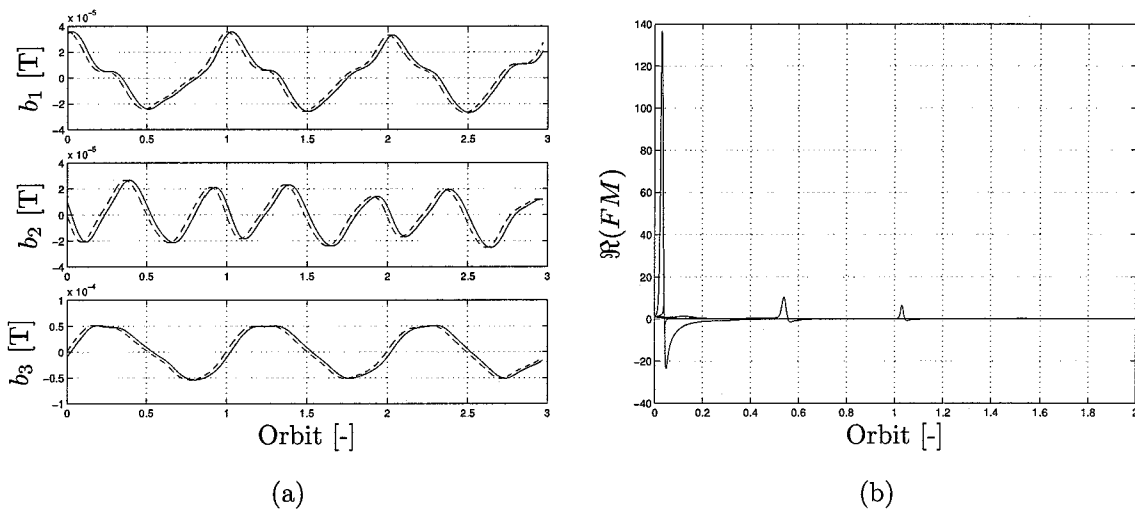 x 10⁻⁵
b₁ [T]
4
2
0
−2
−4
0 0.5 1 1.5 2 2.5 3
x 10⁻⁵
b₂ [T]
4
2
0
−2
−4
0 0.5 1 1.5 2 2.5 3
x 10⁻⁴
b₃ [T]
1
0.5
0
−0.5
−1
0 0.5 1 1.5 2 2.5 3
Orbit [-]
(a)
ℜ(FM)
140
120
100
80
60
40
20
0
−20
−40
0 0.2 0.4 0.6 0.8 1 1.2 1.4 1.6 1.8 2
Orbit [-]
(b)